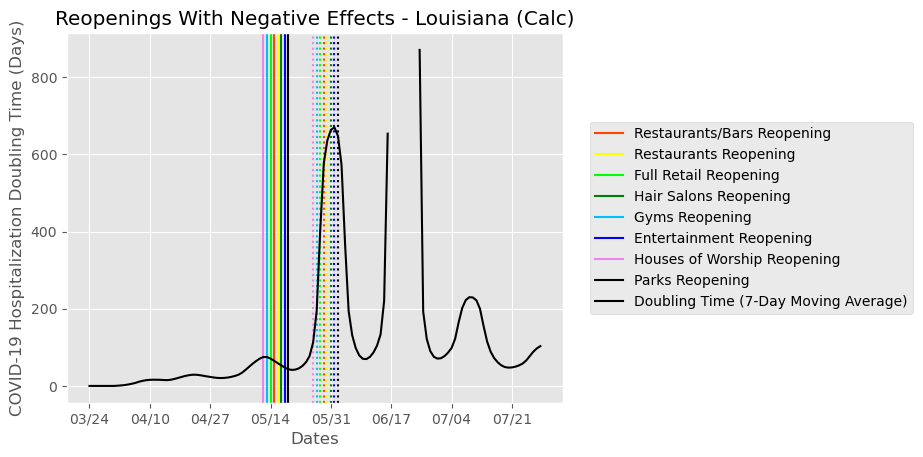 Reopenings With Negative Effects - Louisiana (Calc)
COVID-19 Hospitalization Doubling Time (Days)
800
600
400
200
0
03/24 04/10 04/27 05/14 05/31 06/17 07/04 07/21
Dates
Restaurants/Bars Reopening
Restaurants Reopening
Full Retail Reopening
Hair Salons Reopening
Gyms Reopening
Entertainment Reopening
Houses of Worship Reopening
Parks Reopening
Doubling Time (7-Day Moving Average)